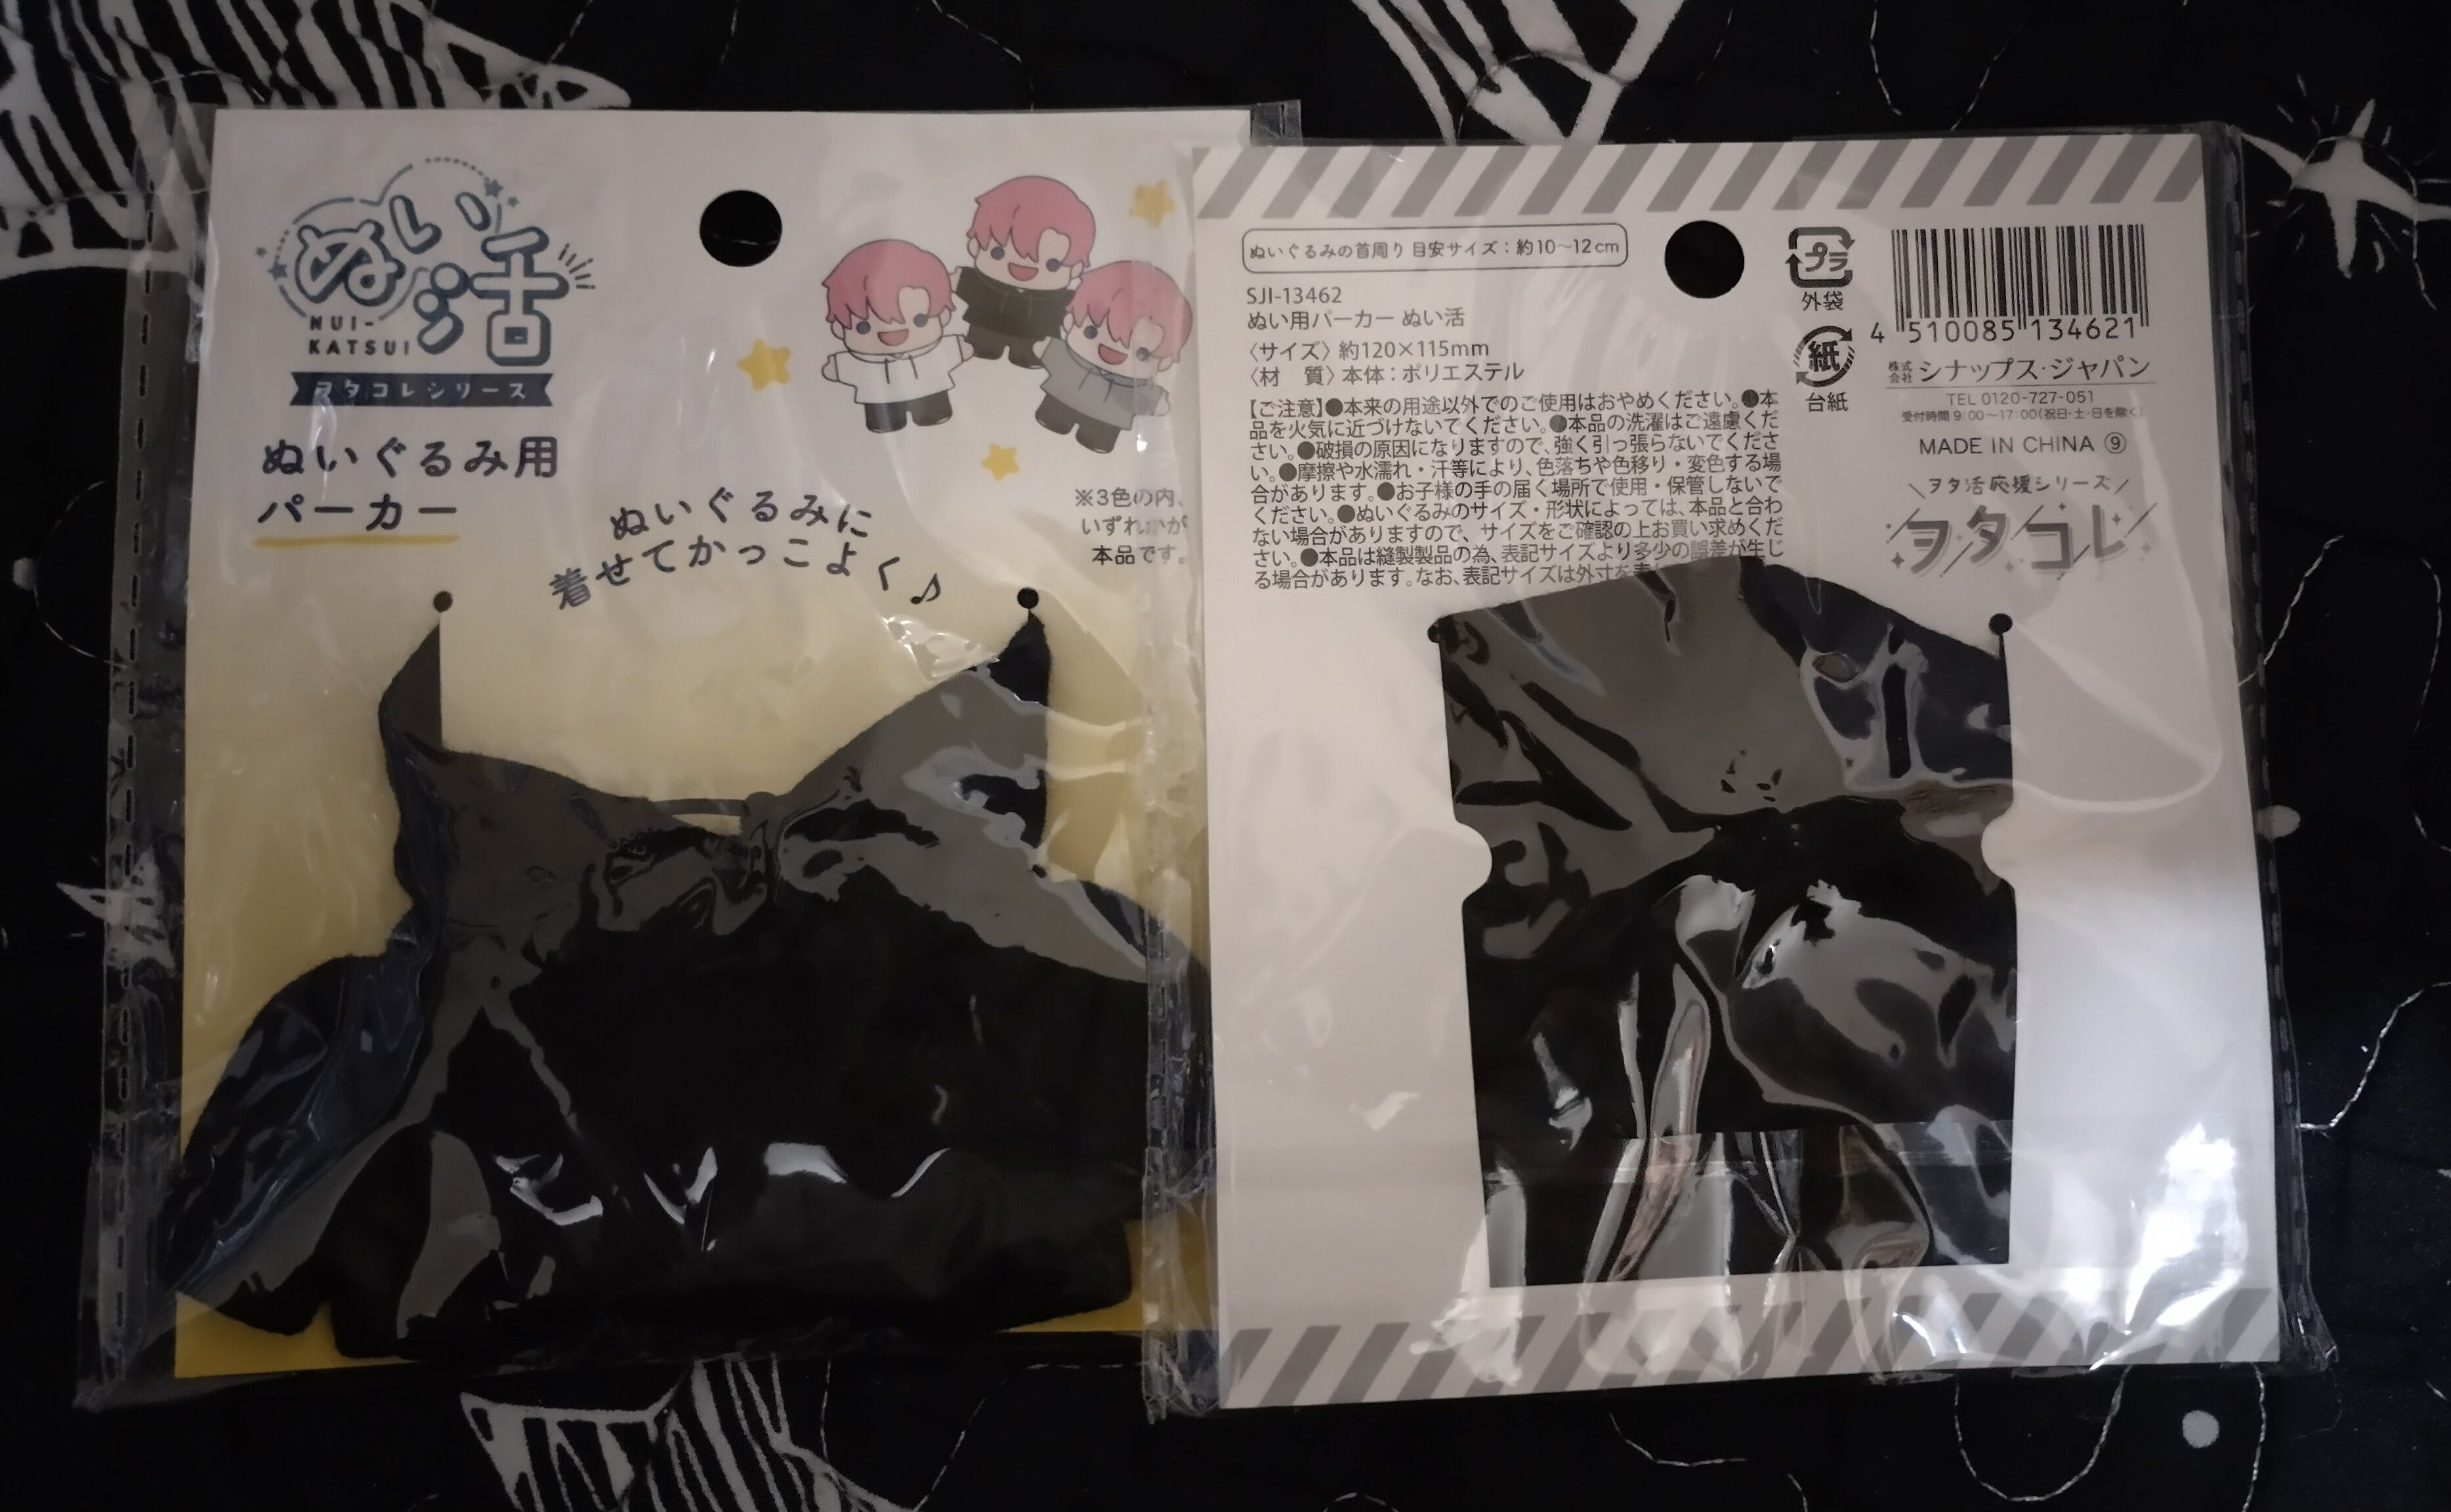 ぬい活
NUI-
KATSUI
ヲタコレシリーズ
ぬいぐるみ用
パーカー
ぬいぐるみに
着せてかっこよく♪
※3色の内、
いずれかが
本品です。
ぬいぐるみの首周り 目安サイズ：約10～12cm
SJI-13462
ぬい用パーカー ぬい活
〈サイズ〉約120×115mm
〈材　質〉本体：ポリエステル
【ご注意】●本来の用途以外でのご使用はおやめください。●本
品を火気に近づけないでください。●本品の洗濯はご遠慮くだ
さい。●破損の原因になりますので、強く引っ張らないでくださ
い。●摩擦や水濡れ・汗等により、色落ちや色移り・変色する場
合があります。●お子様の手の届く場所で使用・保管しないで
ください。●ぬいぐるみのサイズ・形状によっては、本品と合わ
ない場合がありますので、サイズをご確認の上お買い求めくだ
さい。●本品は縫製製品の為、表記サイズより多少の誤差が生じ
る場合があります。なお、表記サイズは外寸を
プラ
外袋
紙
台紙
4 510085 134621
株式会社 シナップス・ジャパン
TEL 0120-727-051
受付時間 9:00～17:00(祝日・土・日を除く)
MADE IN CHINA ⑨
＼ヲタ活応援シリーズ／
ヲタコレ